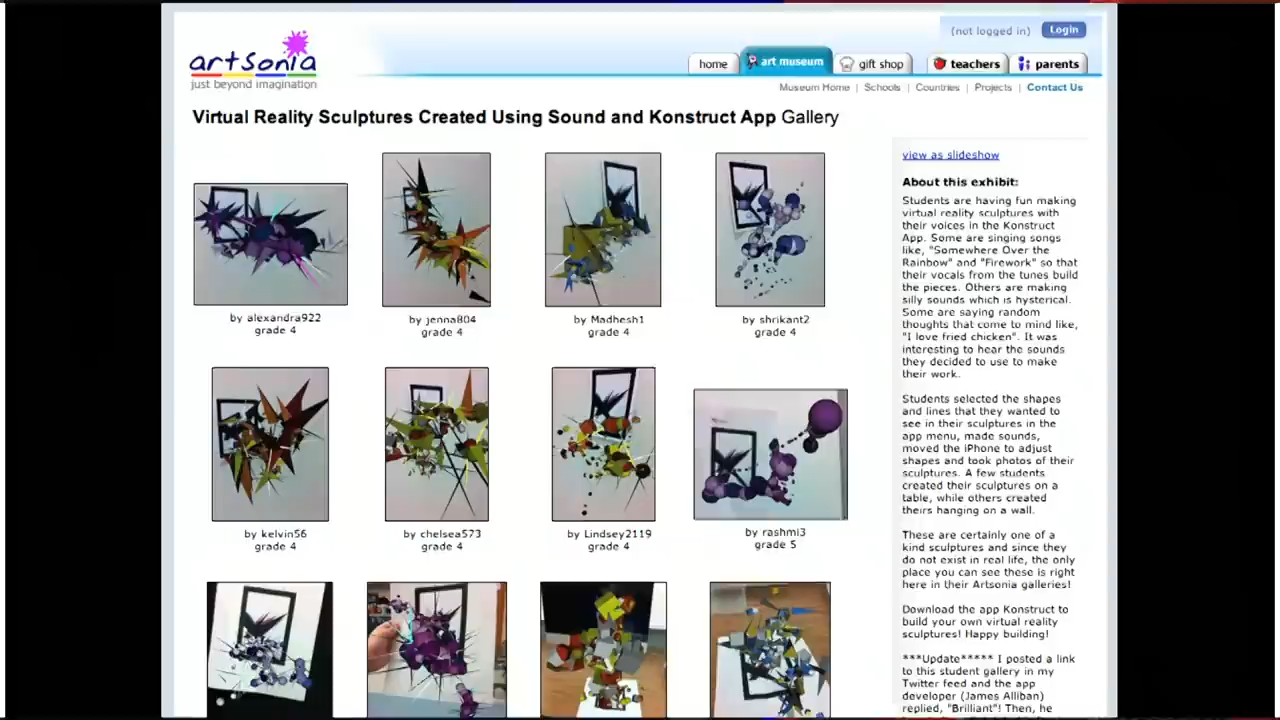 (not logged in) Login
artsonia
just beyond imagination
home art museum gift shop teachers parents
Museum Home | Schools | Countries | Projects | Contact Us
Virtual Reality Sculptures Created Using Sound and Konstruct App Gallery
by alexandra922
grade 4
by jenna804
grade 4
by Madhesh1
grade 4
by shrikant2
grade 4
by kelvin56
grade 4
by chelsea573
grade 4
by Lindsey2119
grade 4
by rashmi3
grade 5
view as slideshow
About this exhibit:
Students are having fun making
virtual reality sculptures with
their voices in the Konstruct
App. Some are singing songs
like, "Somewhere Over the
Rainbow" and "Firework" so that
their vocals from the tunes build
the pieces. Others are making
silly sounds which is hysterical.
Some are saying random
thoughts that come to mind like,
"I love fried chicken". It was
interesting to hear the sounds
they decided to use to make
their work.
Students selected the shapes
and lines that they wanted to
see in their sculptures in the
app menu, made sounds,
moved the iPhone to adjust
shapes and took photos of their
sculptures. A few students
created their sculptures on a
table, while others created
theirs hanging on a wall.
These are certainly one of a
kind sculptures and since they
do not exist in real life, the only
place you can see these is right
here in their Artsonia galleries!
Download the app Konstruct to
build your own virtual reality
sculptures! Happy building!
***Update***** I posted a link
to this student gallery in my
Twitter feed and the app
developer (James Alliban)
replied, "Brilliant"! Then, he